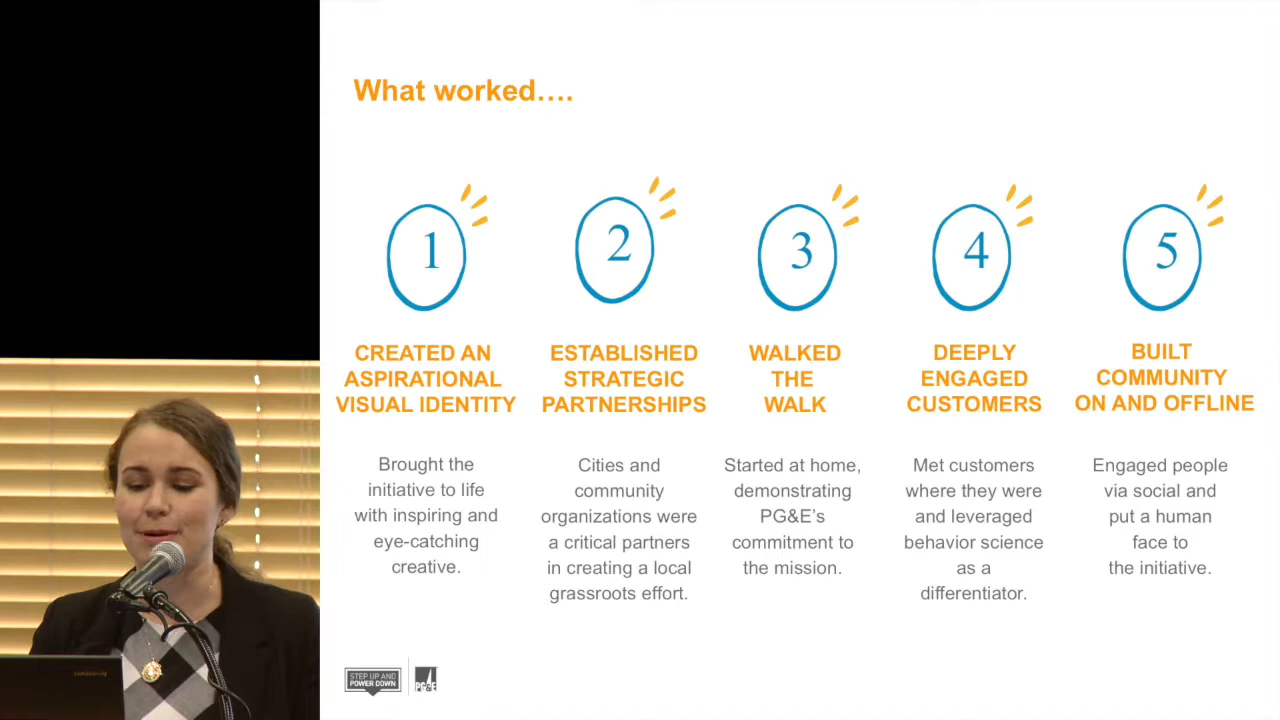 What worked….
1
2
3
4
5
CREATED AN
ASPIRATIONAL
VISUAL IDENTITY
Brought the
initiative to life
with inspiring and
eye-catching
creative.
ESTABLISHED
STRATEGIC
PARTNERSHIPS
Cities and
community
organizations were
a critical partners
in creating a local
grassroots effort.
WALKED
THE
WALK
Started at home,
demonstrating
PG&E's
commitment to
the mission.
DEEPLY
ENGAGED
CUSTOMERS
Met customers
where they were
and leveraged
behavior science
as a
differentiator.
BUILT
COMMUNITY
ON AND OFFLINE
Engaged people
via social and
put a human
face to
the initiative.
STEP UP AND
POWER DOWN
PG&E